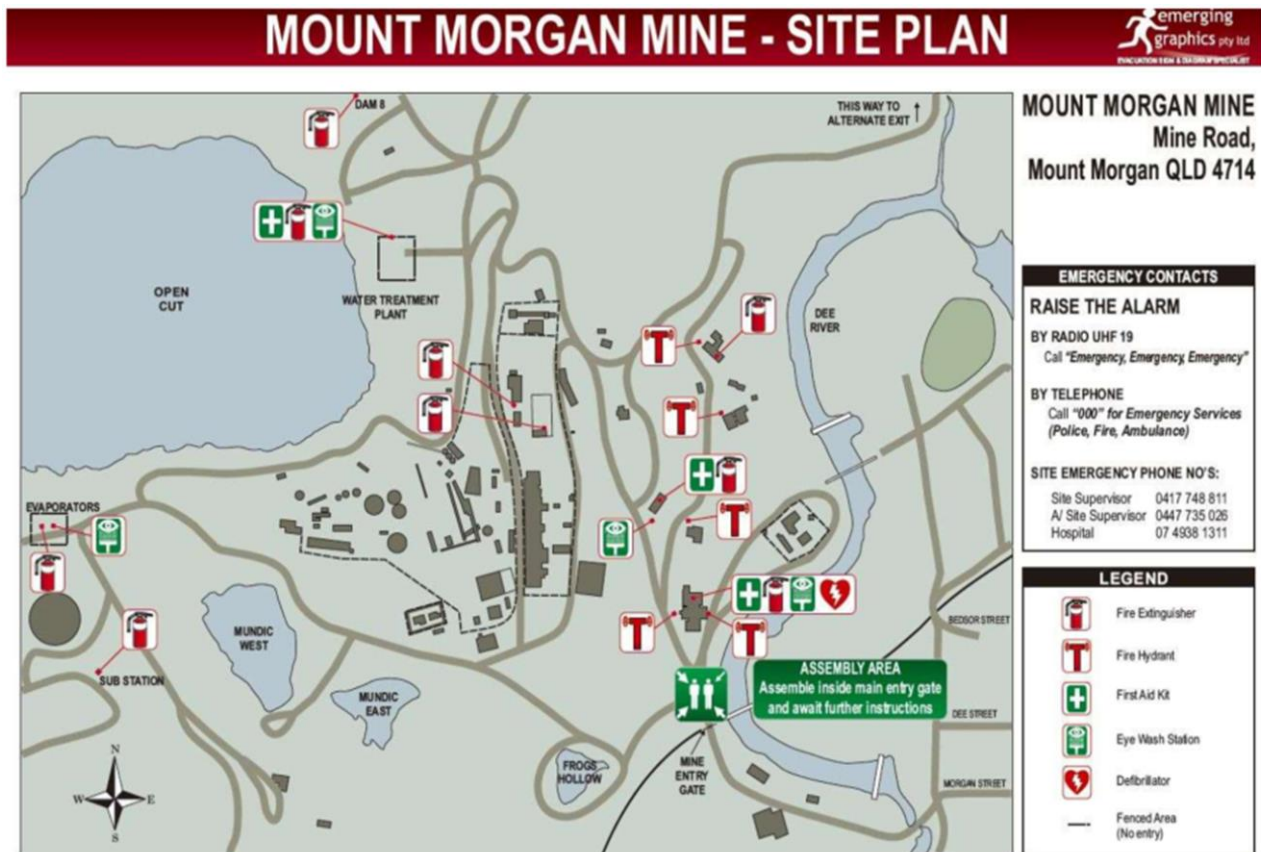 MOUNT MORGAN MINE - SITE PLAN
emerging
graphics pty ltd
EVACUATION SIGN & DIAGRAM SPECIALIST
DAM 8
THIS WAY TO
ALTERNATE EXIT
OPEN
CUT
WATER TREATMENT
PLANT
DEE
RIVER
EVAPORATORS
MUNDIC
WEST
SUB STATION
MUNDIC
EAST
BEDSOR STREET
ASSEMBLY AREA
Assemble inside main entry gate
and await further instructions
DEE STREET
FROGS
HOLLOW
MINE
ENTRY
GATE
MORGAN STREET
N
W E
S
MOUNT MORGAN MINE
Mine Road,
Mount Morgan QLD 4714
EMERGENCY CONTACTS
RAISE THE ALARM
BY RADIO UHF 19
Call "Emergency, Emergency, Emergency"
BY TELEPHONE
Call "000" for Emergency Services
(Police, Fire, Ambulance)
SITE EMERGENCY PHONE NO'S:
Site Supervisor 0417 748 811
A/ Site Supervisor 0447 735 026
Hospital 07 4938 1311
LEGEND
Fire Extinguisher
Fire Hydrant
First Aid Kit
Eye Wash Station
Defibrillator
Fenced Area
(No entry)